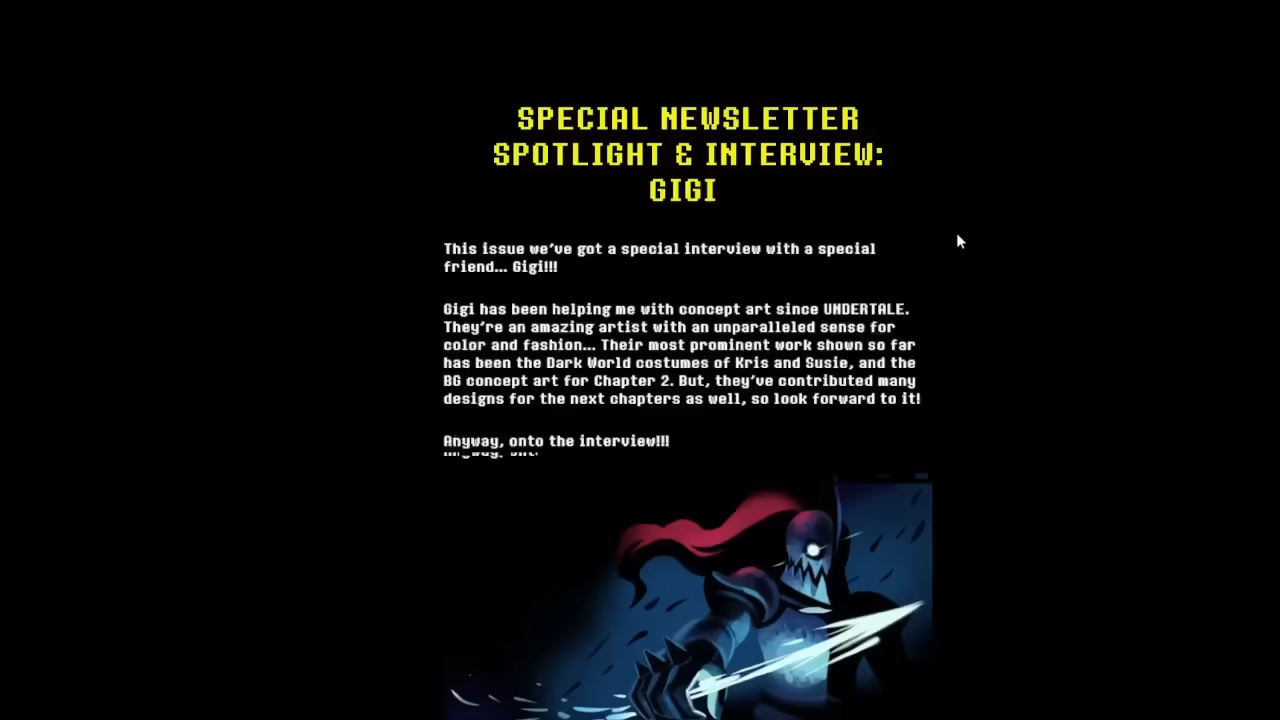 SPECIAL NEWSLETTER
SPOTLIGHT & INTERVIEW:
GIGI
This issue we've got a special interview with a special
friend... Gigi!!!
Gigi has been helping me with concept art since UNDERTALE.
They're an amazing artist with an unparalleled sense for
color and fashion... Their most prominent work shown so far
has been the Dark World costumes of Kris and Susie, and the
BG concept art for Chapter 2. But, they've contributed many
designs for the next chapters as well, so look forward to it!
Anyway, onto the interview!!!